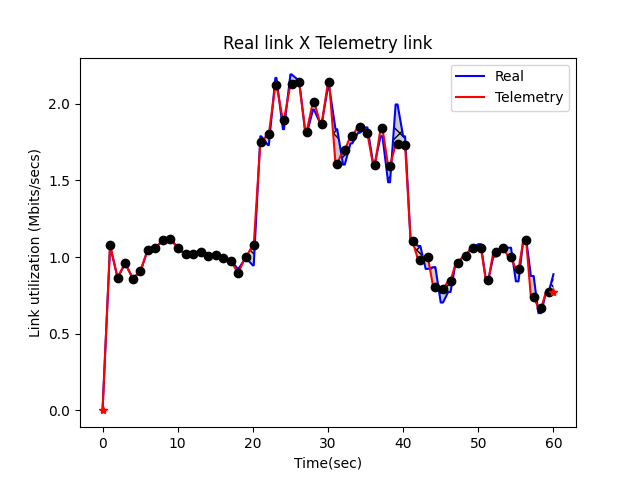 Real link X Telemetry link
Real
Telemetry
Link utilization (Mbits/secs)
2.0
1.5
1.0
0.5
0.0
0 10 20 30 40 50 60
Time(sec)